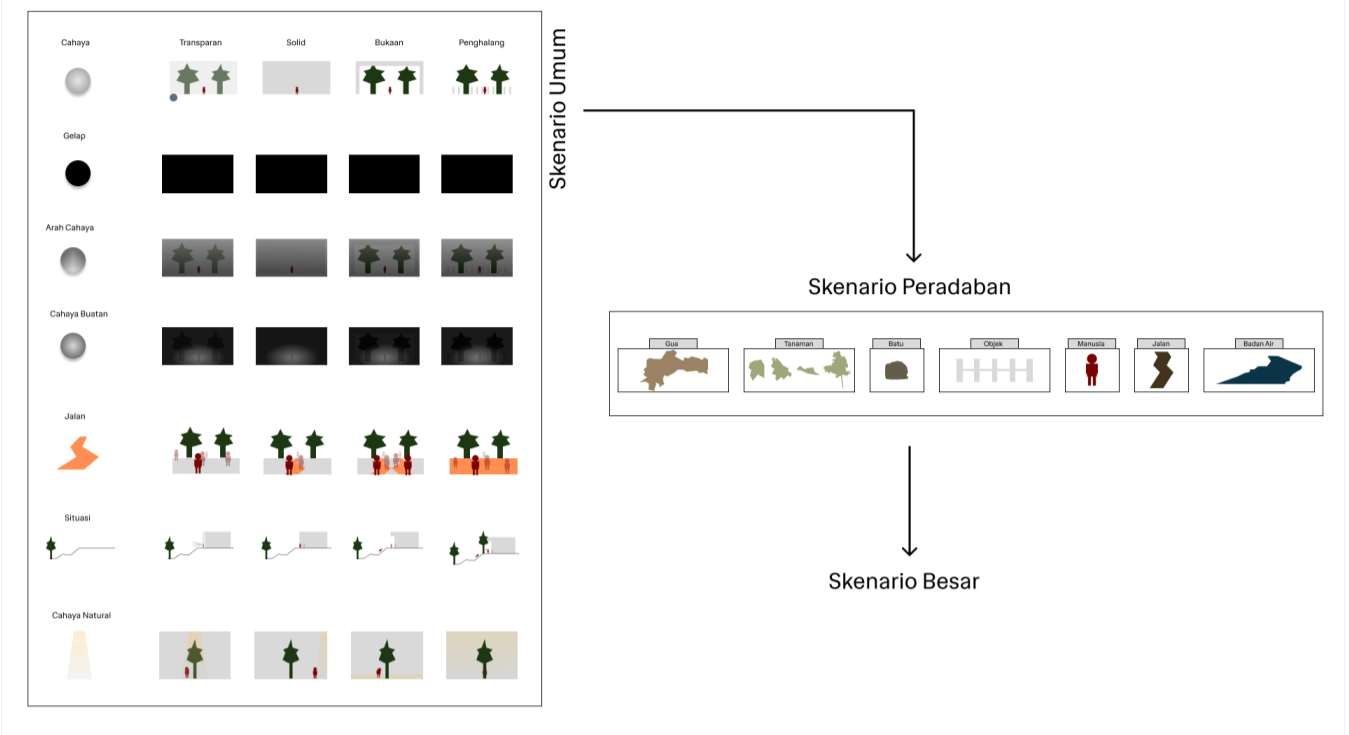 Cahaya
Transparan
Solid
Bukaan
Penghalang
Gelap
Arah Cahaya
Cahaya Buatan
Jalan
Situasi
Cahaya Natural
Skenario Umum
Skenario Peradaban
Gua
Tanaman
Batu
Objek
Manusia
Jalan
Badan Air
Skenario Besar